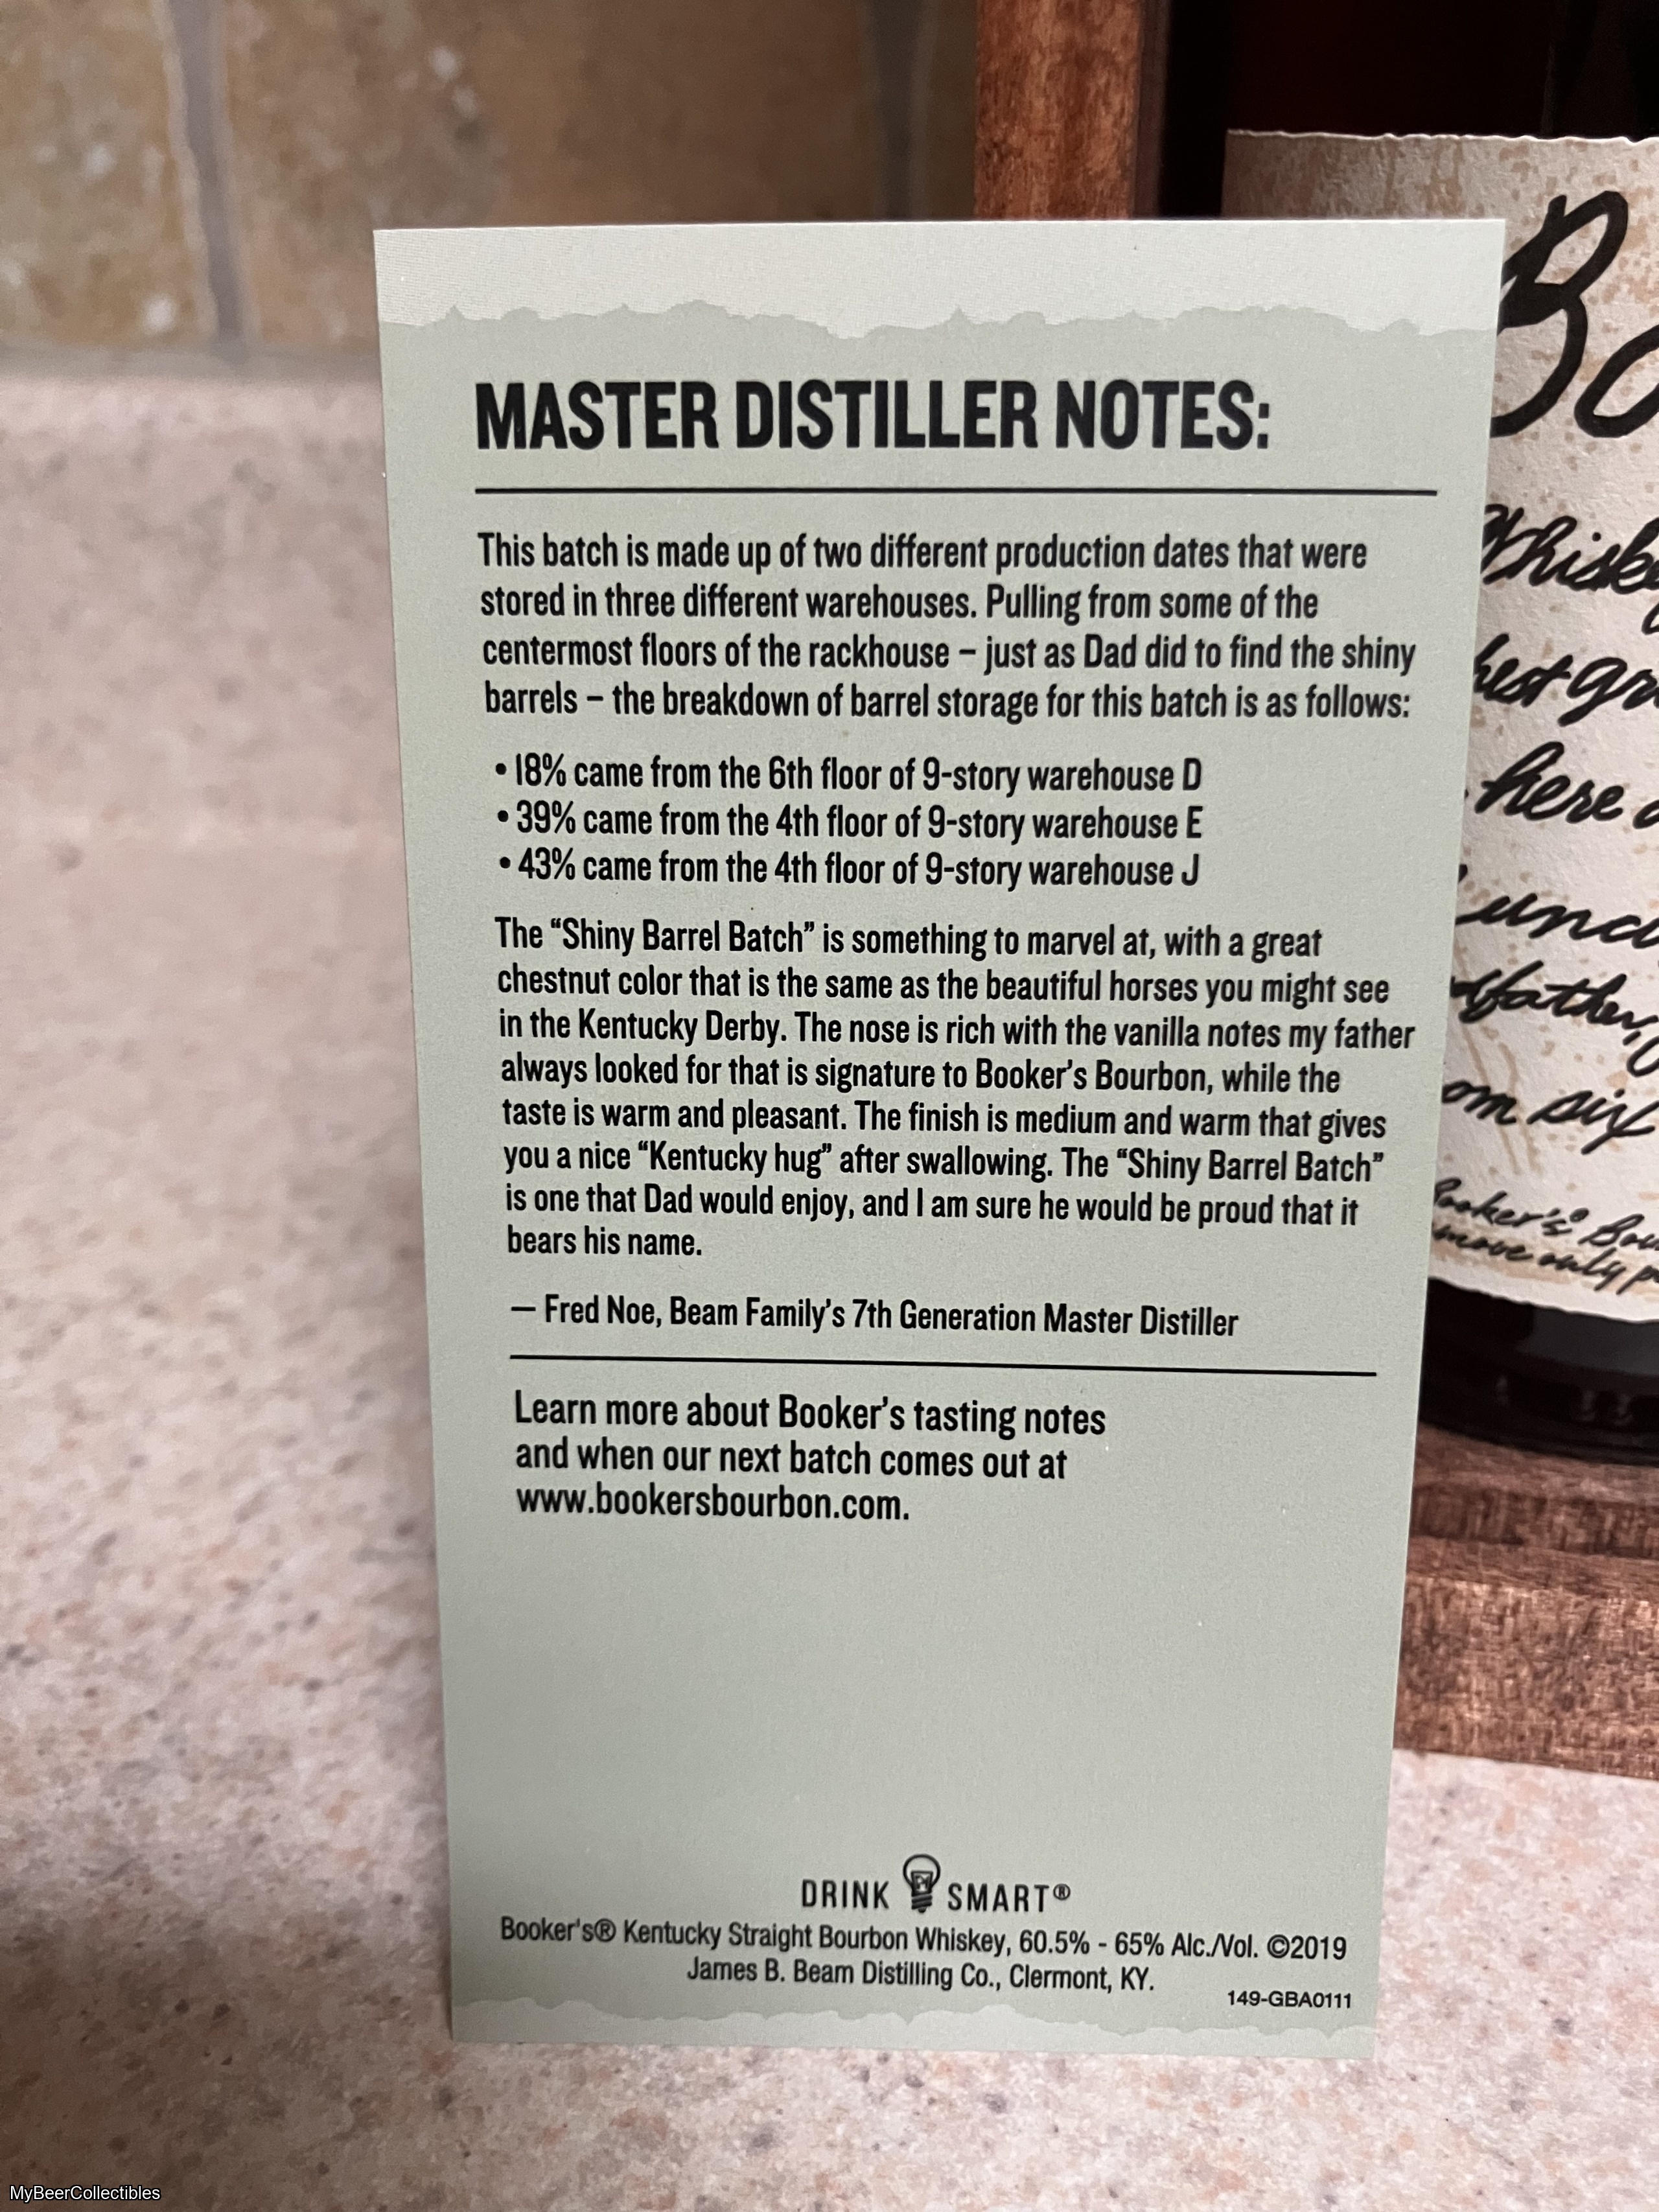 MASTER DISTILLER NOTES:
This batch is made up of two different production dates that were
stored in three different warehouses. Pulling from some of the
centermost floors of the rackhouse – just as Dad did to find the shiny
barrels – the breakdown of barrel storage for this batch is as follows:
• 18% came from the 6th floor of 9-story warehouse D
• 39% came from the 4th floor of 9-story warehouse E
• 43% came from the 4th floor of 9-story warehouse J
The “Shiny Barrel Batch” is something to marvel at, with a great
chestnut color that is the same as the beautiful horses you might see
in the Kentucky Derby. The nose is rich with the vanilla notes my father
always looked for that is signature to Booker’s Bourbon, while the
taste is warm and pleasant. The finish is medium and warm that gives
you a nice “Kentucky hug” after swallowing. The “Shiny Barrel Batch”
is one that Dad would enjoy, and I am sure he would be proud that it
bears his name.
— Fred Noe, Beam Family’s 7th Generation Master Distiller
Learn more about Booker’s tasting notes
and when our next batch comes out at
www.bookersbourbon.com.
DRINK SMART®
Booker's® Kentucky Straight Bourbon Whiskey, 60.5% - 65% Alc./Vol. ©2019
James B. Beam Distilling Co., Clermont, KY.
149-GBA0111
here
om six
Booker's®
only
MyBeerCollectibles